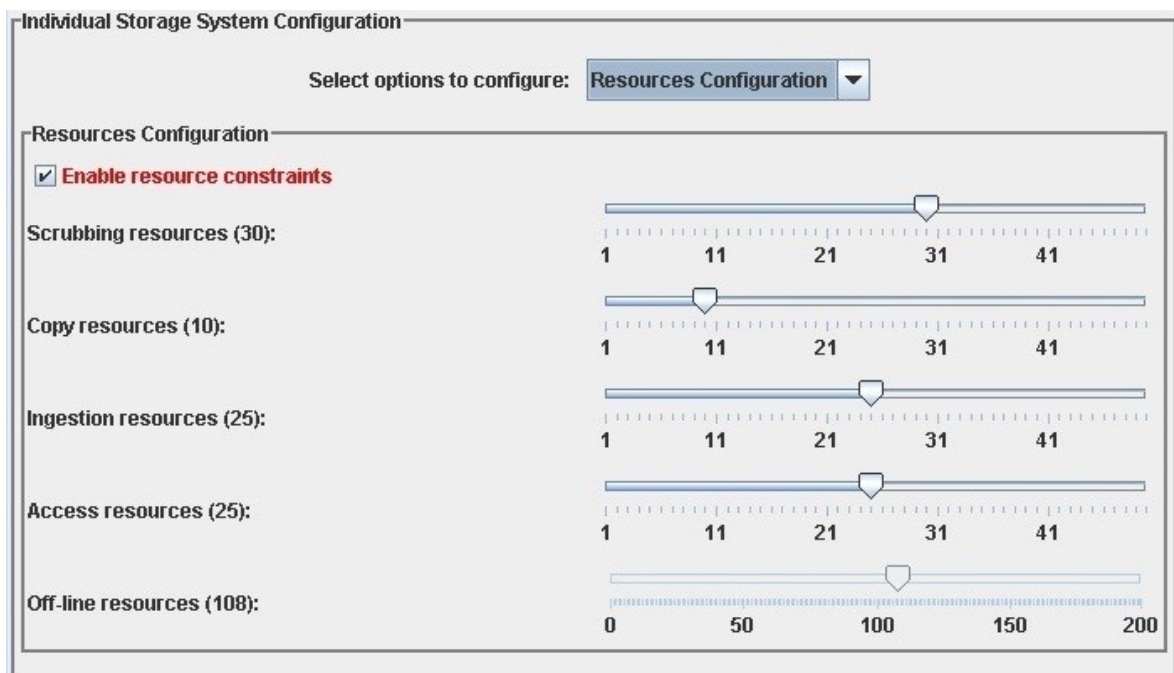 Individual Storage System Configuration
Select options to configure: Resources Configuration
Resources Configuration
Enable resource constraints
Scrubbing resources (30):
1 11 21 31 41
Copy resources (10):
1 11 21 31 41
Ingestion resources (25):
1 11 21 31 41
Access resources (25):
1 11 21 31 41
Off-line resources (108):
0 50 100 150 200